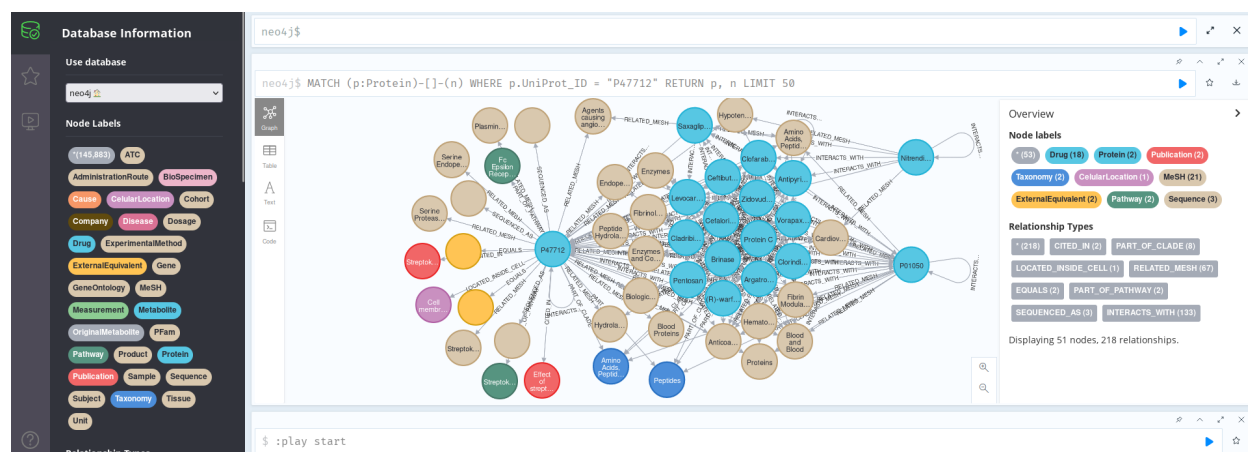 Database Information
Use database
neo4j
Node Labels
*(145,883) ATC
AdministrationRoute BioSpecimen
Cause CelularLocation Cohort
Company Disease Dosage
Drug ExperimentalMethod
ExternalEquivalent Gene
GeneOntology MeSH
Measurement Metabolite
OriginalMetabolite PFam
Pathway Product Protein
Publication Sample Sequence
Subject Taxonomy Tissue
Unit
neo4j$
neo4j$ MATCH (p:Protein)-[]-(n) WHERE p.UniProt_ID = "P47712" RETURN p, n LIMIT 50
Graph
Table
Text
Code
Agents
causing
angio...
Plasmin...
Hypoten...
Saxaglip...
Amino
Acids,
Peptid...
Serine
Endope...
Fc
Epsilon
Recep...
Clofarab...
Nitrendi...
Enzymes
Endope...
Ceftibut...
Antipyri...
Levocar...
Zidovud...
Serine
Proteas...
Fibrinol...
Cefalori...
Vorapax...
Peptide
Hydrola...
Cladribi...
Protein C
Cardiov...
P47712
Enzymes
and Co...
Brinase
Clorindi...
P01050
Streptok...
Pentosan
Argatro...
Cell
membr...
Biologic...
(R)-warf...
Fibrin
Modula...
Hydrola...
Blood
Proteins
Hemato...
Streptok...
Anticoa...
Blood
and
Blood
Proteins
Amino
Acids,
Peptid...
Streptok...
Effect
of
strept...
Peptides
RELATED_MESH
INTERACTS_WITH
Overview
Node labels
* (53) Drug (18) Protein (2) Publication (2)
Taxonomy (2) CelularLocation (1) MeSH (21)
ExternalEquivalent (2) Pathway (2) Sequence (3)
Relationship Types
* (218) CITED_IN (2) PART_OF_CLADE (8)
LOCATED_INSIDE_CELL (1) RELATED_MESH (67)
EQUALS (2) PART_OF_PATHWAY (2)
SEQUENCED_AS (3) INTERACTS_WITH (133)
Displaying 51 nodes, 218 relationships.
$ :play start